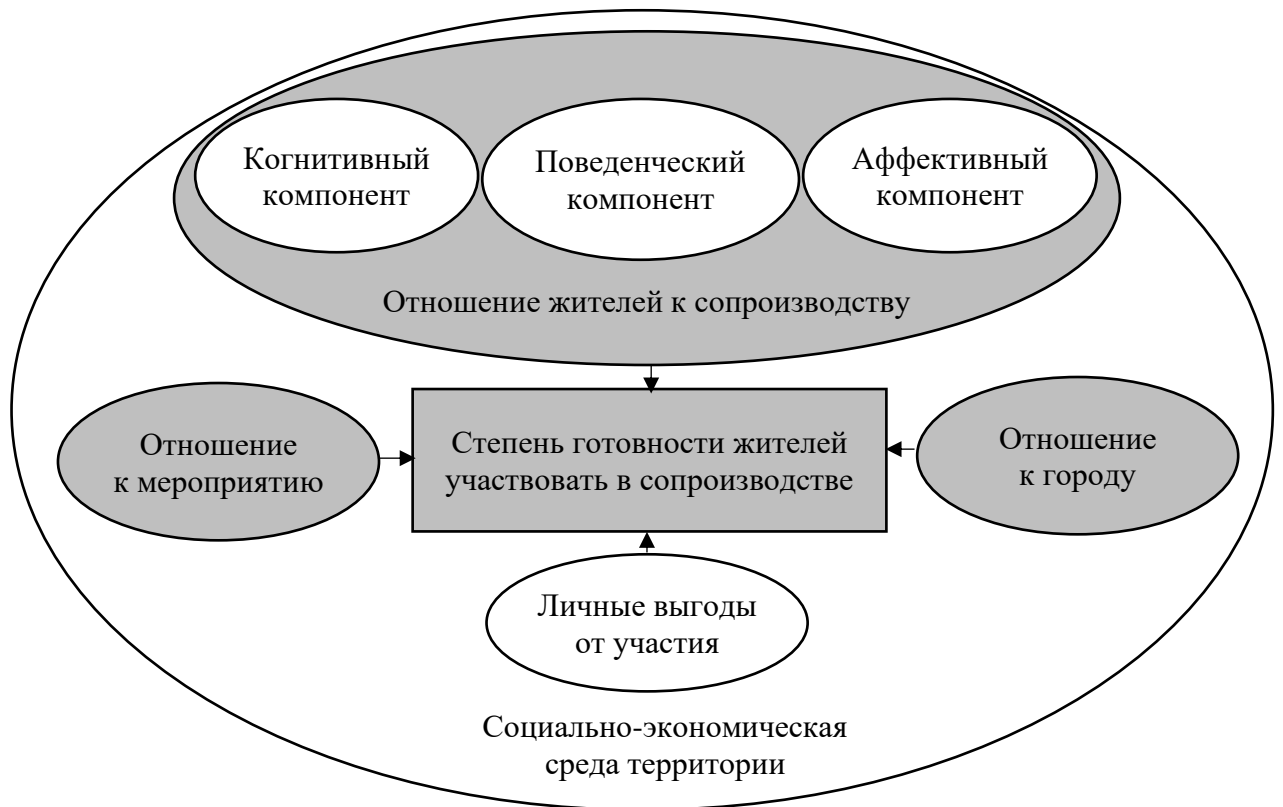 Когнитивный
компонент
Поведенческий
компонент
Аффективный
компонент
Отношение жителей к сопроизводству
Отношение
к мероприятию
Степень готовности жителей
участвовать в сопроизводстве
Отношение
к городу
Личные выгоды
от участия
Социально-экономическая
среда территории